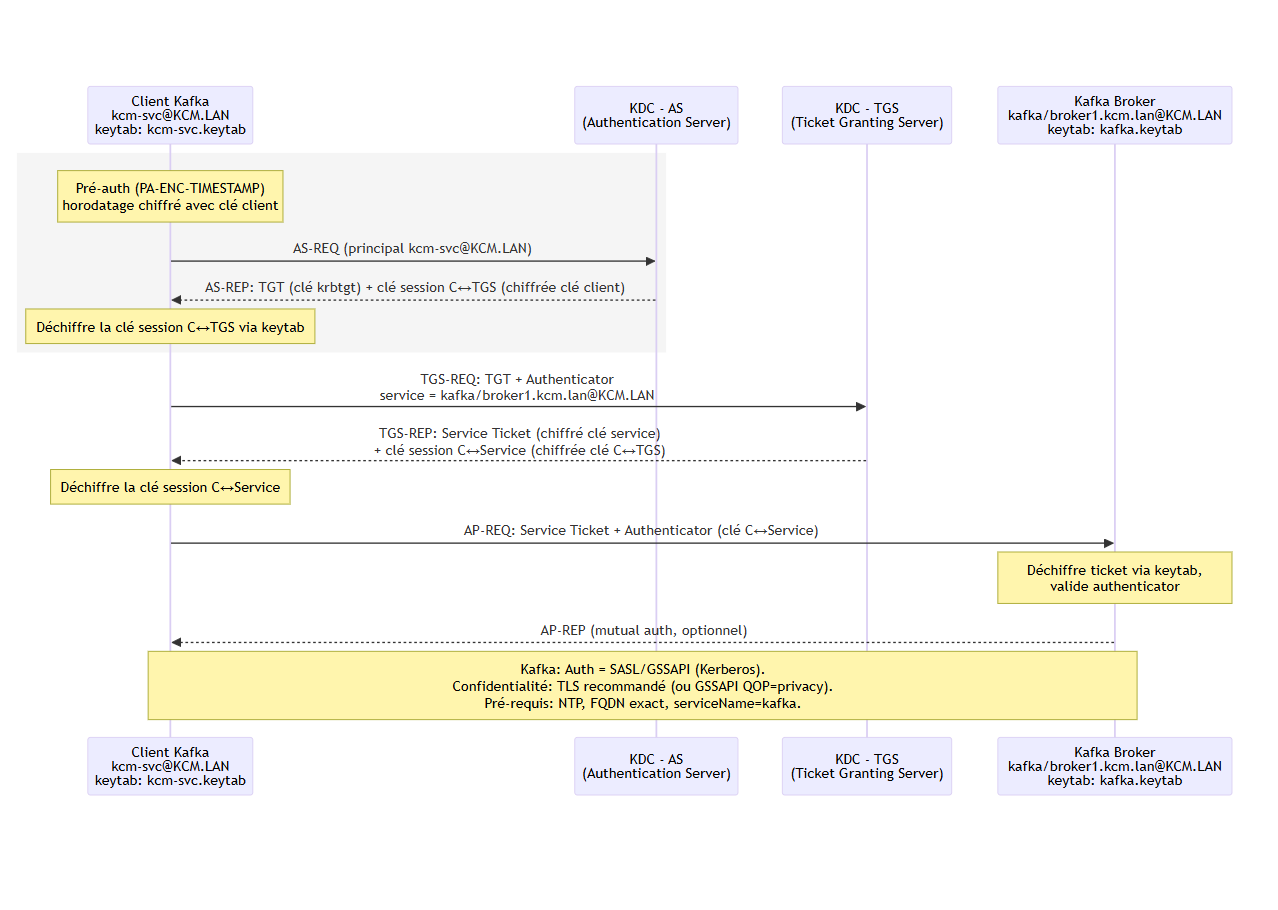 Client Kafka
kcm-svc@KCM.LAN
keytab: kcm-svc.keytab
KDC - AS
(Authentication Server)
KDC - TGS
(Ticket Granting Server)
Kafka Broker
kafka/broker1.kcm.lan@KCM.LAN
keytab: kafka.keytab
Pré-auth (PA-ENC-TIMESTAMP)
horodatage chiffré avec clé client
AS-REQ (principal kcm-svc@KCM.LAN)
AS-REP: TGT (clé krbtgt) + clé session C↔TGS (chiffrée clé client)
Déchiffre la clé session C↔TGS via keytab
TGS-REQ: TGT + Authenticator
service = kafka/broker1.kcm.lan@KCM.LAN
TGS-REP: Service Ticket (chiffré clé service)
+ clé session C↔Service (chiffrée clé C↔TGS)
Déchiffre la clé session C↔Service
AP-REQ: Service Ticket + Authenticator (clé C↔Service)
Déchiffre ticket via keytab,
valide authenticator
AP-REP (mutual auth, optionnel)
Kafka: Auth = SASL/GSSAPI (Kerberos).
Confidentialité: TLS recommandé (ou GSSAPI QOP=privacy).
Pré-requis: NTP, FQDN exact, serviceName=kafka.
Client Kafka
kcm-svc@KCM.LAN
keytab: kcm-svc.keytab
KDC - AS
(Authentication Server)
KDC - TGS
(Ticket Granting Server)
Kafka Broker
kafka/broker1.kcm.lan@KCM.LAN
keytab: kafka.keytab